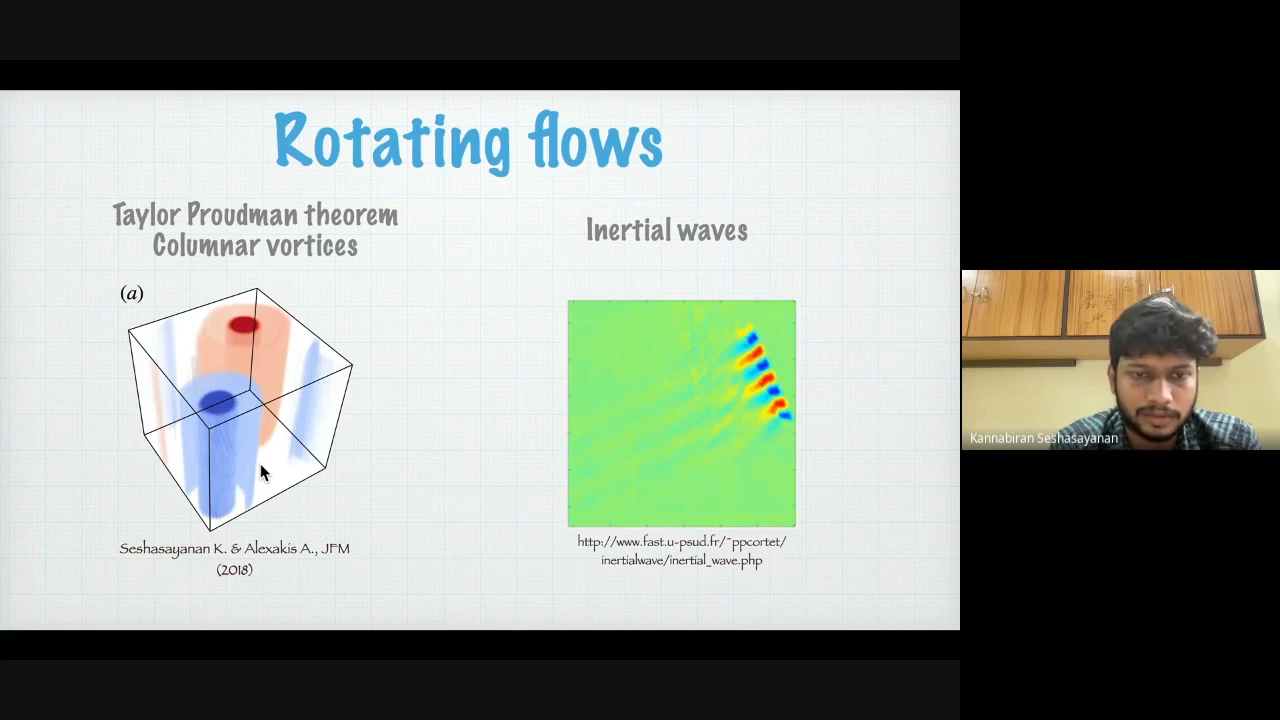 Rotating flows
Taylor Proudman theorem
Columnar vortices
(a)
Seshasayanan K. & Alexakis A., JFM
(2018)
Inertial waves
http://www.fast.u-psud.fr/~ppcortet/
inertialwave/inertial_wave.php
Kannabiran Seshasayanan